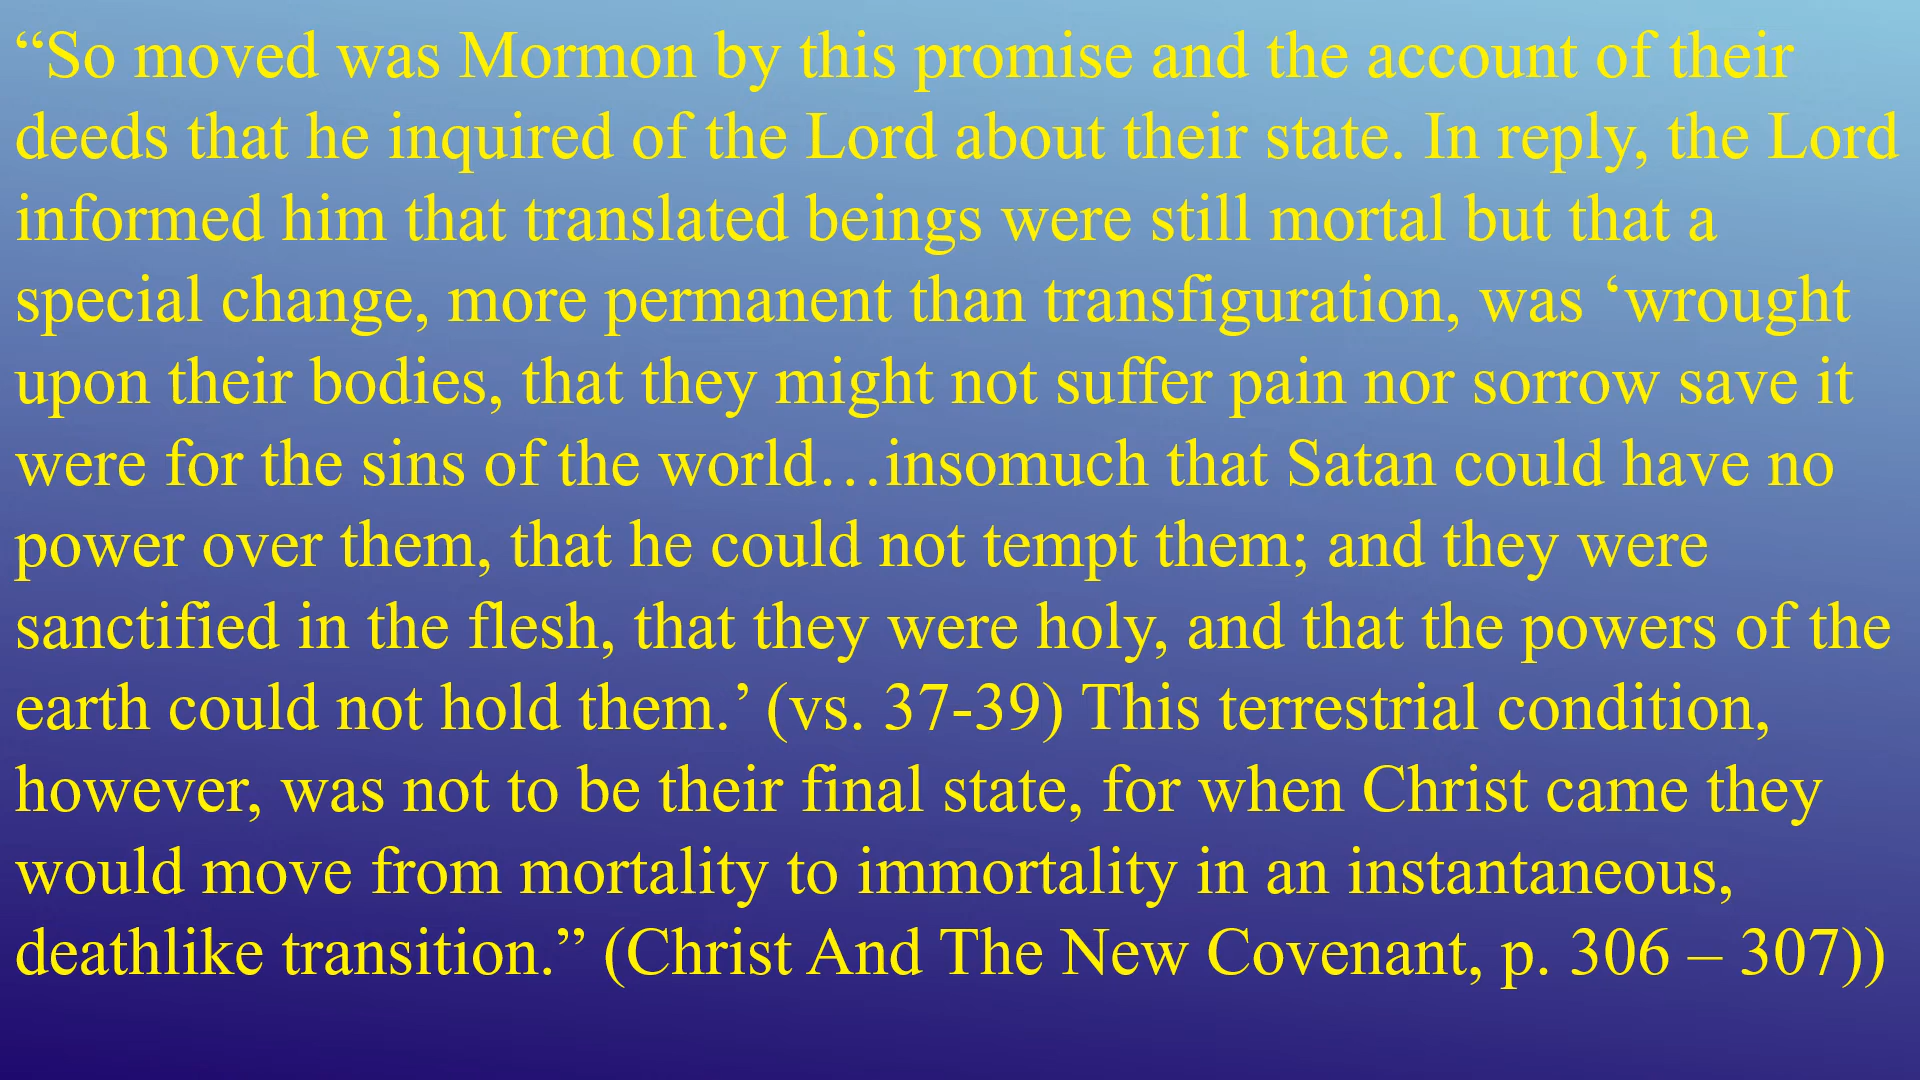 “So moved was Mormon by this promise and the account of their
deeds that he inquired of the Lord about their state. In reply, the Lord
informed him that translated beings were still mortal but that a
special change, more permanent than transfiguration, was ‘wrought
upon their bodies, that they might not suffer pain nor sorrow save it
were for the sins of the world…insomuch that Satan could have no
power over them, that he could not tempt them; and they were
sanctified in the flesh, that they were holy, and that the powers of the
earth could not hold them.’ (vs. 37-39) This terrestrial condition,
however, was not to be their final state, for when Christ came they
would move from mortality to immortality in an instantaneous,
deathlike transition.” (Christ And The New Covenant, p. 306 – 307))